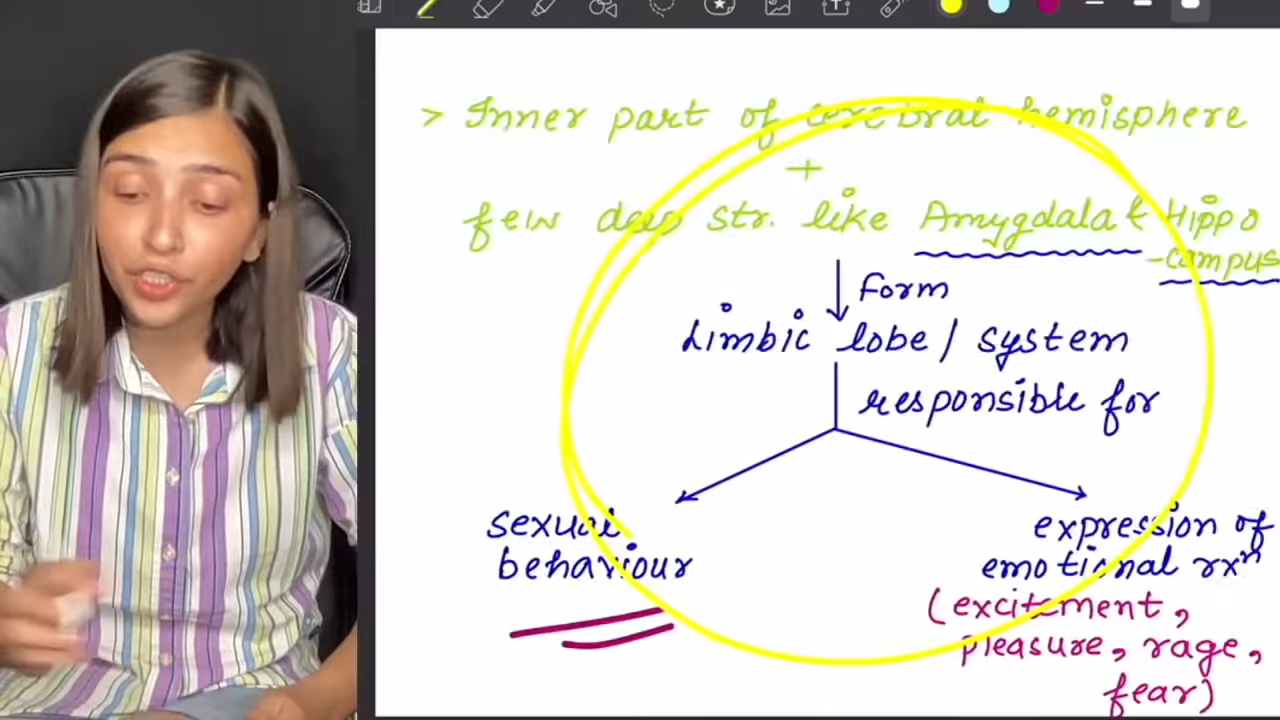 > Inner part of cerebral hemisphere
+
few deep str. like Amygdala & Hippo
-campus
Form
Limbic lobe / system
responsible for
sexual
behaviour
expression of
emotional rxⁿ
(excitement,
pleasure, rage,
fear)